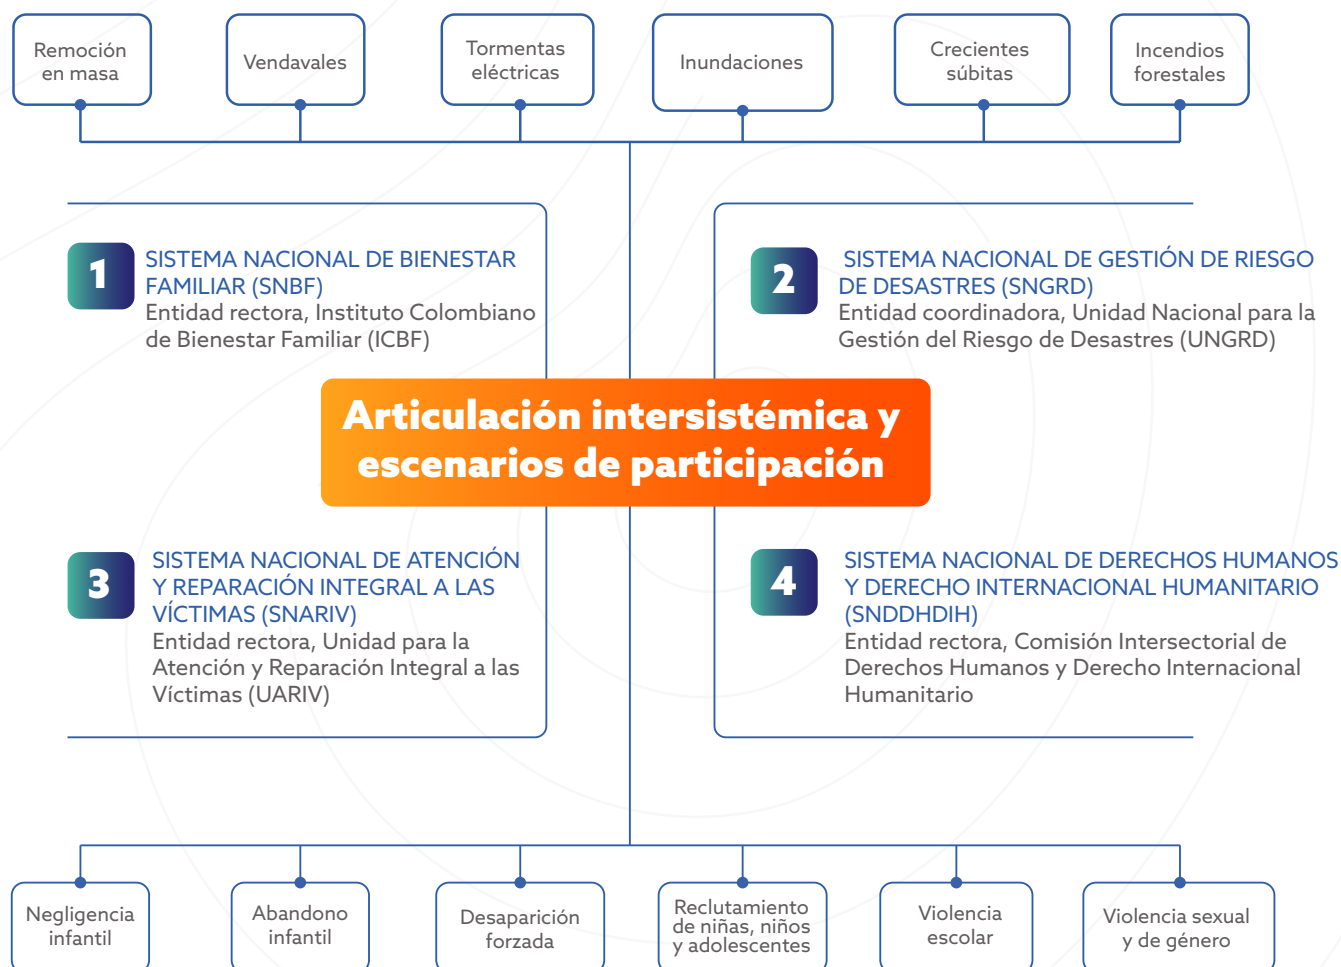 Remoción
en masa
Vendavales
Tormentas
eléctricas
Inundaciones
Crecientes
súbitas
Incendios
forestales
1
SISTEMA NACIONAL DE BIENESTAR
FAMILIAR (SNBF)
Entidad rectora, Instituto Colombiano
de Bienestar Familiar (ICBF)
2
SISTEMA NACIONAL DE GESTIÓN DE RIESGO
DE DESASTRES (SNGRD)
Entidad coordinadora, Unidad Nacional para la
Gestión del Riesgo de Desastres (UNGRD)
Articulación intersistémica y
escenarios de participación
3
SISTEMA NACIONAL DE ATENCIÓN
Y REPARACIÓN INTEGRAL A LAS
VÍCTIMAS (SNARIV)
Entidad rectora, Unidad para la
Atención y Reparación Integral a las
Víctimas (UARIV)
4
SISTEMA NACIONAL DE DERECHOS HUMANOS
Y DERECHO INTERNACIONAL HUMANITARIO
(SNDDHDIH)
Entidad rectora, Comisión Intersectorial de
Derechos Humanos y Derecho Internacional
Humanitario
Negligencia
infantil
Abandono
infantil
Desaparición
forzada
Reclutamiento
de niñas, niños
y adolescentes
Violencia
escolar
Violencia sexual
y de género